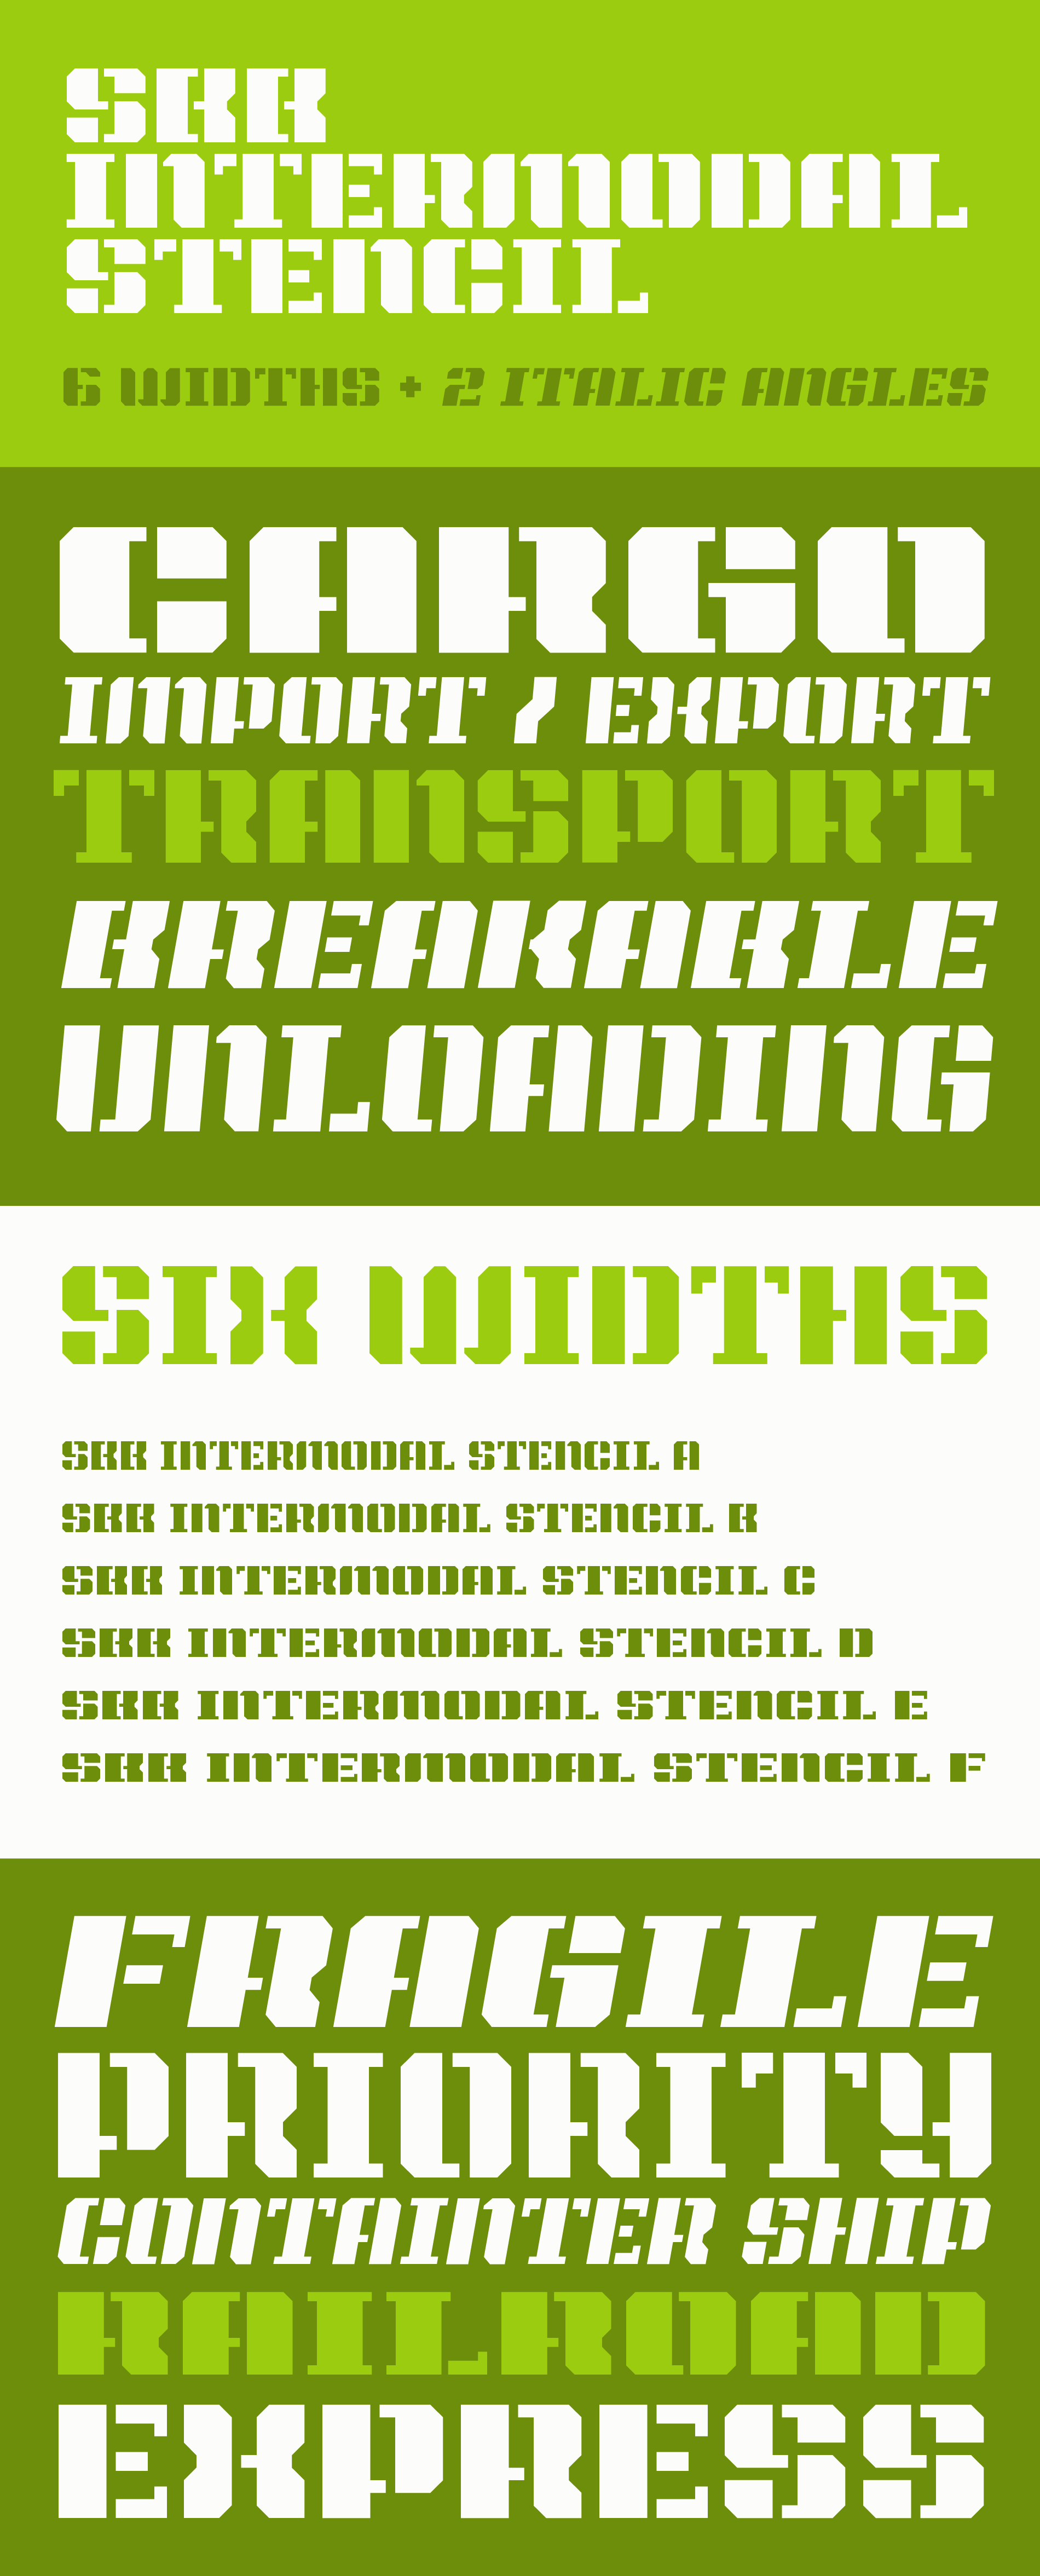 SBB
INTERMODAL
STENCIL
6 WIDTHS + 2 ITALIC ANGLES
CARGO
IMPORT / EXPORT
TRANSPORT
BREAKABLE
UNLOADING
SIX WIDTHS
SBB INTERMODAL STENCIL A
SBB INTERMODAL STENCIL B
SBB INTERMODAL STENCIL C
SBB INTERMODAL STENCIL D
SBB INTERMODAL STENCIL E
SBB INTERMODAL STENCIL F
FRAGILE
PRIORITY
CONTAINTER SHIP
RAILROAD
EXPRESS